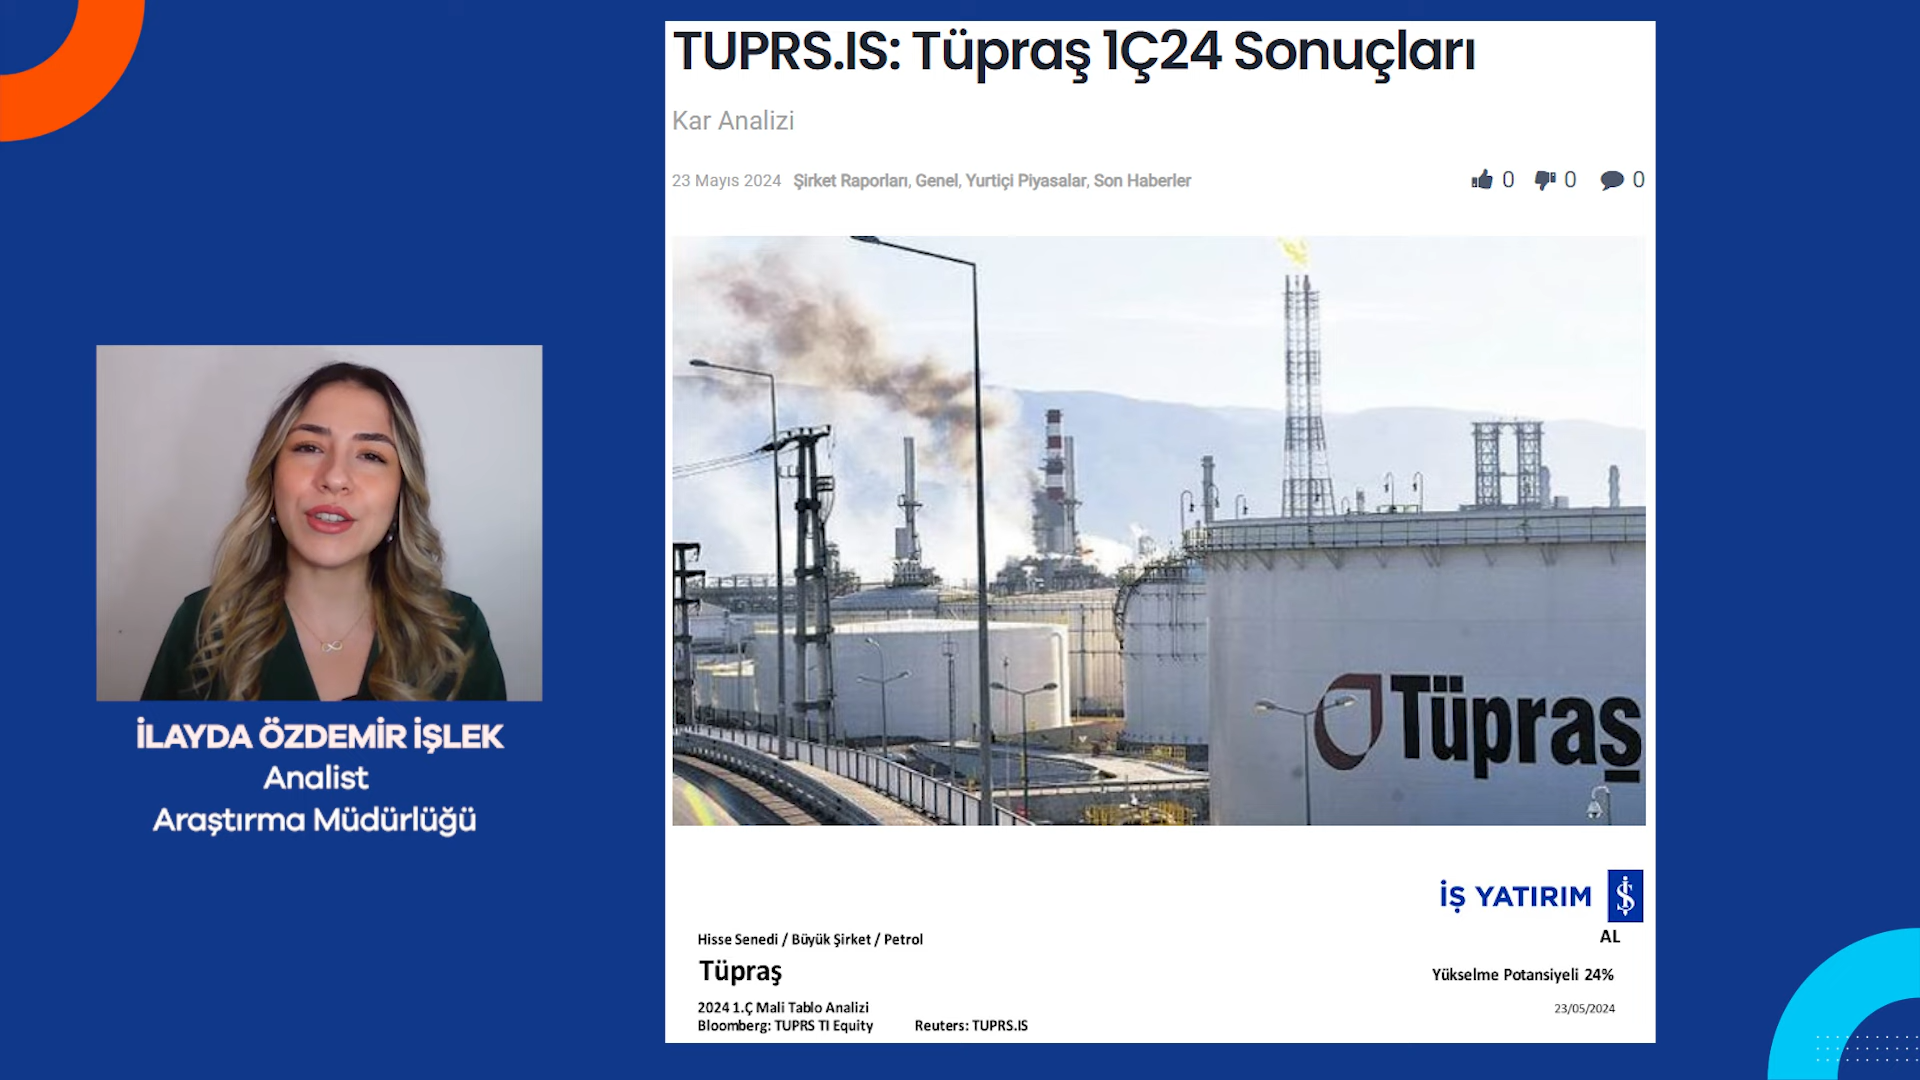 TUPRS.IS: Tüpraş 1Ç24 Sonuçları
Kar Analizi
23 Mayıs 2024 Şirket Raporları, Genel, Yurtiçi Piyasalar, Son Haberler
0 0 0
Tüpraş
İLAYDA ÖZDEMİR İŞLEK
Analist
Araştırma Müdürlüğü
İŞ YATIRIM
AL
Hisse Senedi / Büyük Şirket / Petrol
Tüpraş
Yükselme Potansiyeli 24%
2024 1.Ç Mali Tablo Analizi
23/05/2024
Bloomberg: TUPRS TI Equity Reuters: TUPRS.IS